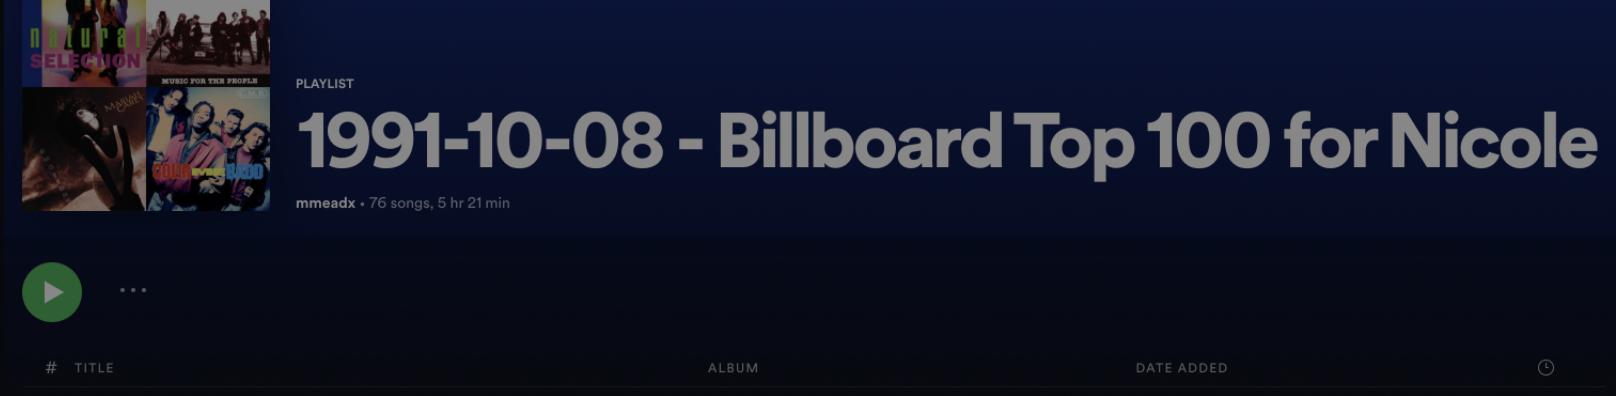 natural
SELECTION
MUSIC FOR THE PEOPLE
MARIAH
CAREY
C.M.B.
COLOR ME BADD
PLAYLIST
1991-10-08 - Billboard Top 100 for Nicole
mmeadx • 76 songs, 5 hr 21 min
# TITLE ALBUM DATE ADDED